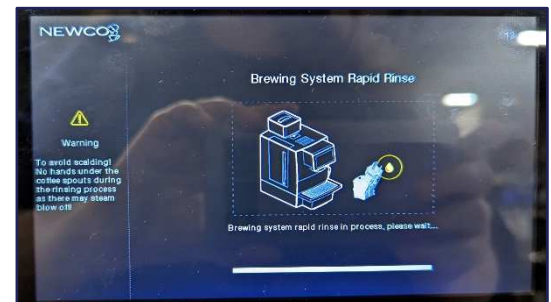 NEWCO
Brewing System Rapid Rinse
Warning
To avoid scalding!
No hands under the
coffee spouts during
the rinsing process
as there may steam
blow off!
Brewing system rapid rinse in process, please wait...